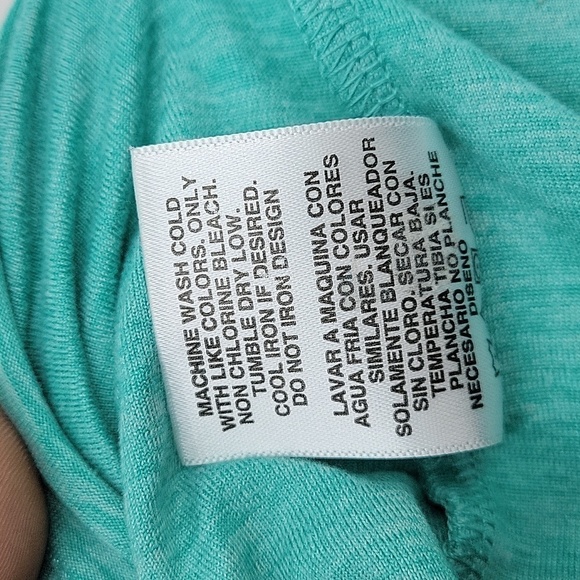 MACHINE WASH COLD
WITH LIKE COLORS. ONLY
NON CHLORINE BLEACH.
TUMBLE DRY LOW.
COOL IRON IF DESIRED.
DO NOT IRON DESIGN
LAVAR A MAQUINA CON
AGUA FRIA CON COLORES
SIMILARES. USAR
SOLAMENTE BLANQUEADOR
SIN CLORO. SECAR CON
TEMPERATURA BAJA.
PLANCHA TIBIA SI ES
NECESARIO NO PLANCHE
DISENO